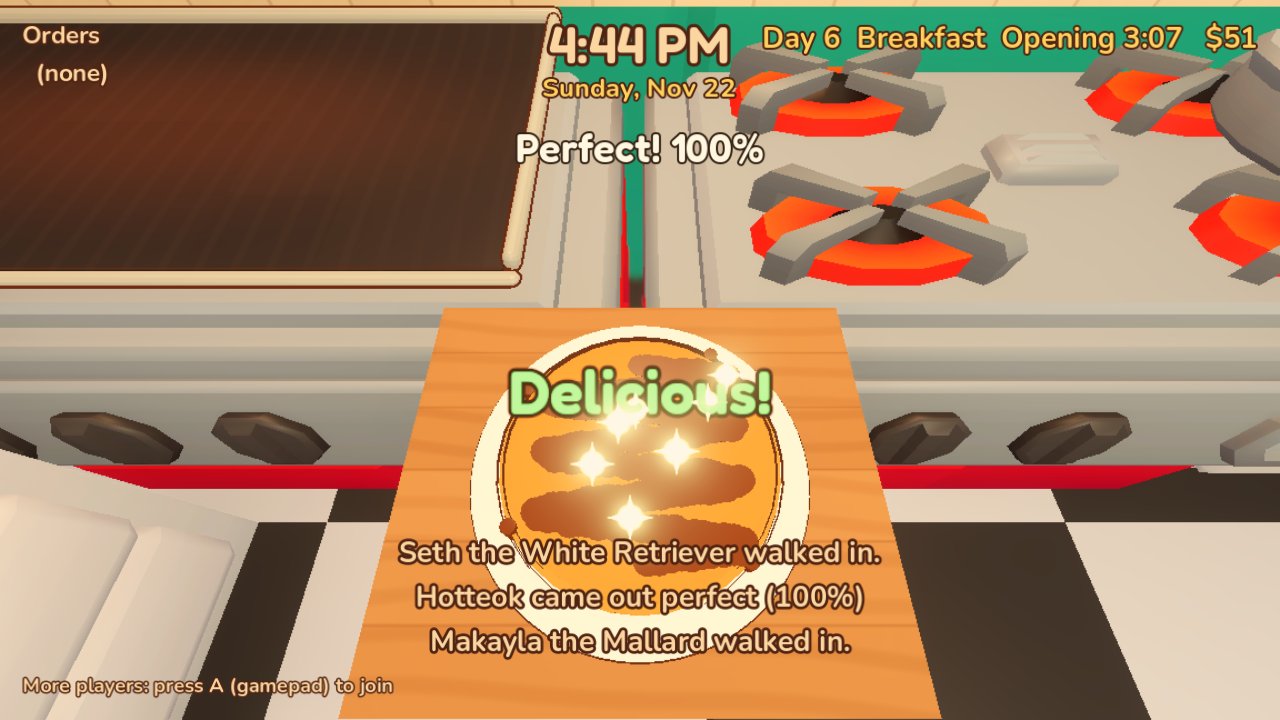 Orders
(none)
4:44 PM
Sunday, Nov 22
Day 6 Breakfast Opening 3:07 $51
Perfect! 100%
Delicious!
Seth the White Retriever walked in.
Hotteok came out perfect (100%)
Makayla the Mallard walked in.
More players: press A (gamepad) to join